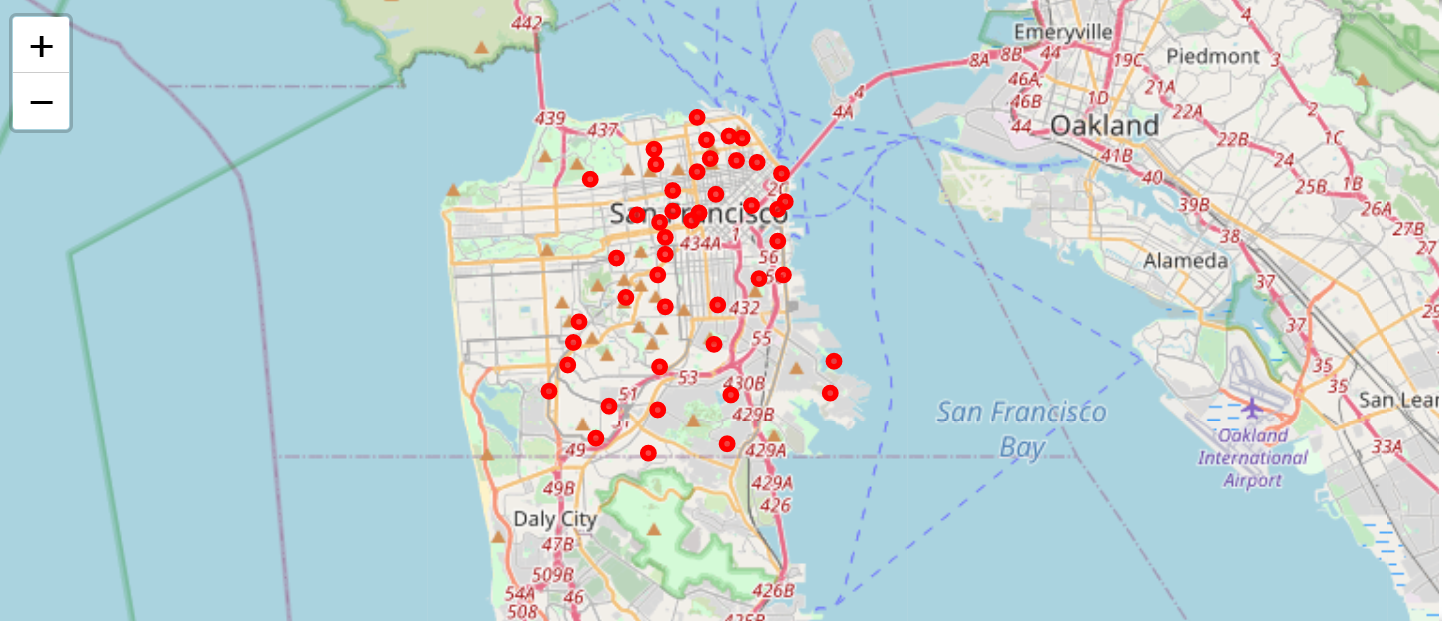 +
−
442
439
437
4A
4
8A
8B
44
Emeryville
Piedmont
4
3
19C
46A
46B
44
1D
21A
22A
2
Oakland
22B
1C
41B
24
40
25B
1B
39B
26A
27B
38
27
San Francisco
434A
1
56
Alameda
37
432
37
29
55
35
35
53
430B
51
429B
San Francisco
Bay
San Lear
33A
Oakland
International
Airport
49
429A
49B
429A
426
Daly City
47B
509B
54A
46
508
426B
425B